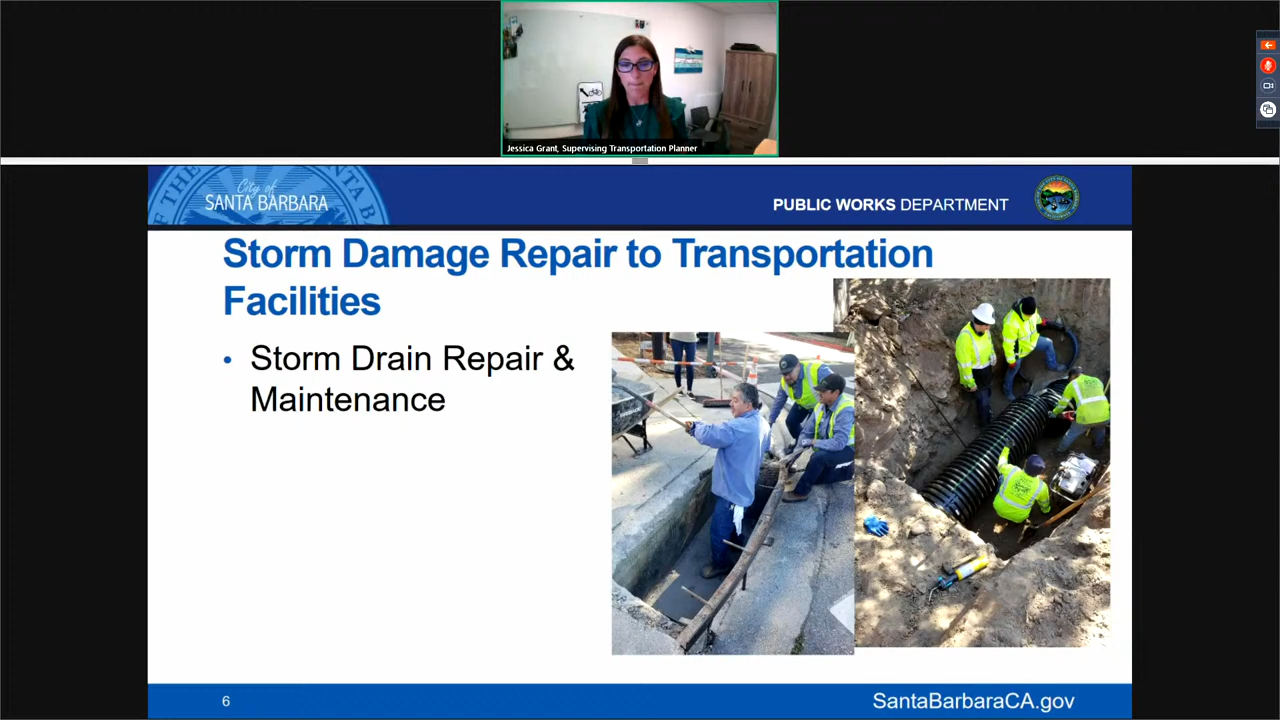 Jessica Grant, Supervising Transportation Planner
City of
SANTA BARBARA
PUBLIC WORKS DEPARTMENT
Storm Damage Repair to Transportation
Facilities
• Storm Drain Repair &
Maintenance
6
SantaBarbaraCA.gov